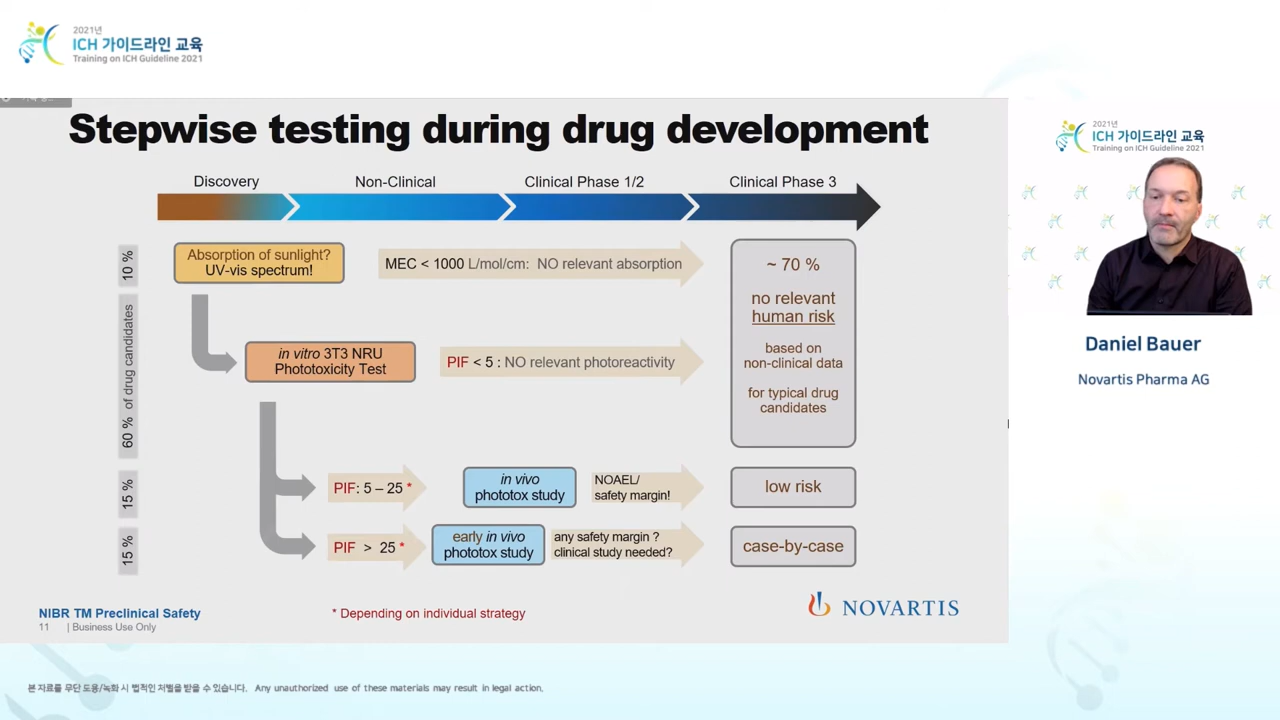 2021년
ICH 가이드라인 교육
Training on ICH Guideline 2021
Stepwise testing during drug development
Discovery
Non-Clinical
Clinical Phase 1/2
Clinical Phase 3
10 %
Absorption of sunlight?
UV-vis spectrum!
MEC < 1000 L/mol/cm: NO relevant absorption
60 % of drug candidates
in vitro 3T3 NRU
Phototoxicity Test
PIF < 5 : NO relevant photoreactivity
~ 70 %
no relevant
human risk
based on
non-clinical data
for typical drug
candidates
15 %
PIF: 5 – 25 *
in vivo
phototox study
NOAEL/
safety margin!
low risk
15 %
PIF > 25 *
early in vivo
phototox study
any safety margin ?
clinical study needed?
case-by-case
NIBR TM Preclinical Safety
11 | Business Use Only
* Depending on individual strategy
NOVARTIS
2021년
ICH 가이드라인 교육
Training on ICH Guideline 2021
Daniel Bauer
Novartis Pharma AG
본 자료를 무단 도용/녹화 시 법적인 처벌을 받을 수 있습니다. Any unauthorized use of these materials may result in legal action.